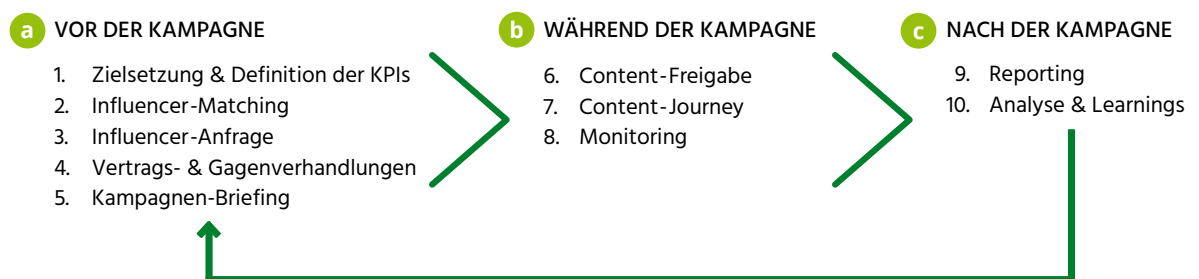 a VOR DER KAMPAGNE
1. Zielsetzung & Definition der KPIs
2. Influencer-Matching
3. Influencer-Anfrage
4. Vertrags- & Gagenverhandlungen
5. Kampagnen-Briefing
b WÄHREND DER KAMPAGNE
6. Content-Freigabe
7. Content-Journey
8. Monitoring
c NACH DER KAMPAGNE
9. Reporting
10. Analyse & Learnings